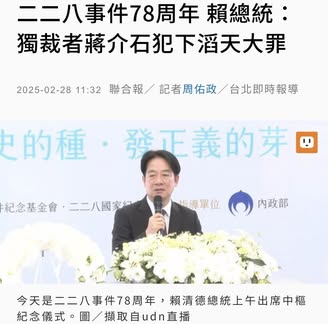 二二八事件78周年 賴總統：
獨裁者蔣介石犯下滔天大罪
2025-02-28 11:32 聯合報／ 記者周佑政／台北即時報導
史的種・發正義的芽
件紀念基金會・二二八國家紀
指導單位
內政部
今天是二二八事件78周年，賴清德總統上午出席中樞
紀念儀式。圖／擷取自udn直播